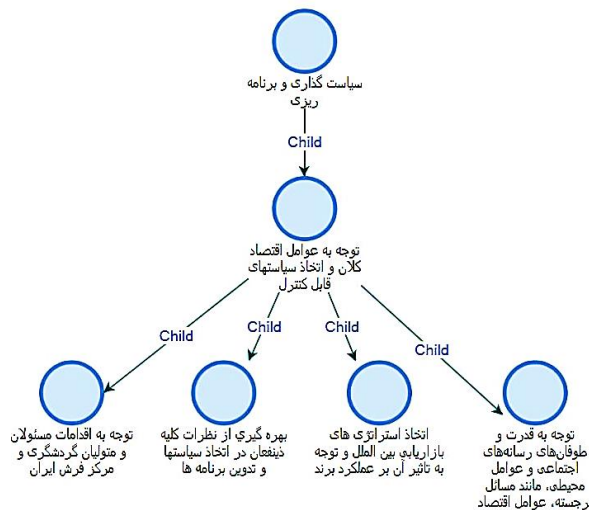 سیاست گذاری و برنامه
ریزی
Child
توجه به عوامل اقتصاد
کلان و اتخاذ سیاستهای
قابل کنترل
Child
Child
Child
Child
توجه به قدرت و
طوفان‌های رسانه‌های
اجتماعی و عوامل
محیطی، مانند مسائل
برجسته، عوامل اقتصاد
اتخاذ استراتژی های
بازاریابی بین الملل و توجه
به تاثیر آن بر عملکرد برند
بهره گیري از نظرات کلیه
ذینفعان در اتخاذ سیاستها
و تدوین برنامه ها
توجه به اقدامات مسئولان
و متولیان گردشگری و
مرکز فرش ایران